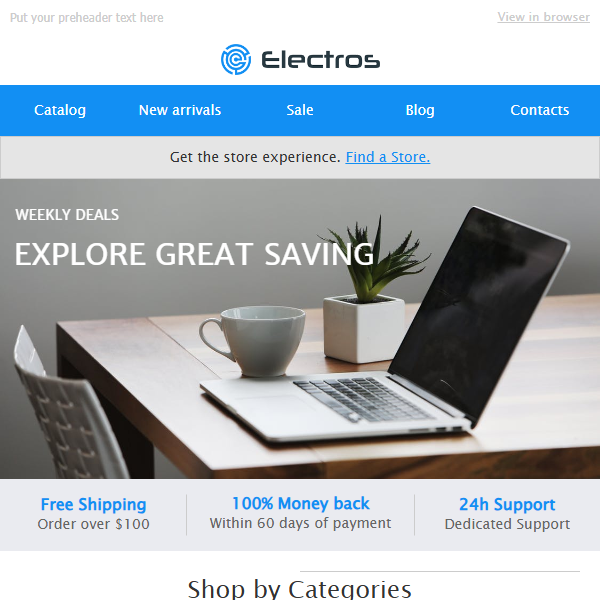 Put your preheader text here
View in browser
Electros
Catalog New arrivals Sale Blog Contacts
Get the store experience. Find a Store.
WEEKLY DEALS
EXPLORE GREAT SAVING
Free Shipping
Order over $100
100% Money back
Within 60 days of payment
24h Support
Dedicated Support
Shop by Categories